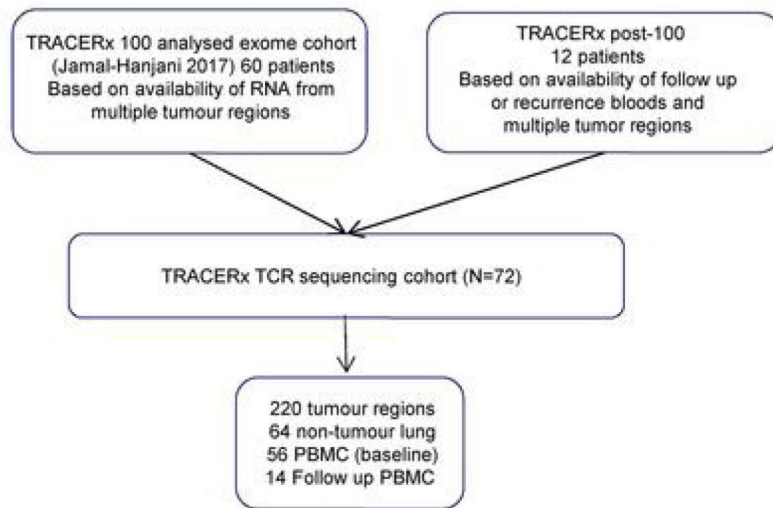 TRACERx 100 analysed exome cohort
(Jamal-Hanjani 2017) 60 patients
Based on availability of RNA from
multiple tumour regions
TRACERx post-100
12 patients
Based on availability of follow up
or recurrence bloods and
multiple tumor regions
TRACERx TCR sequencing cohort (N=72)
220 tumour regions
64 non-tumour lung
56 PBMC (baseline)
14 Follow up PBMC